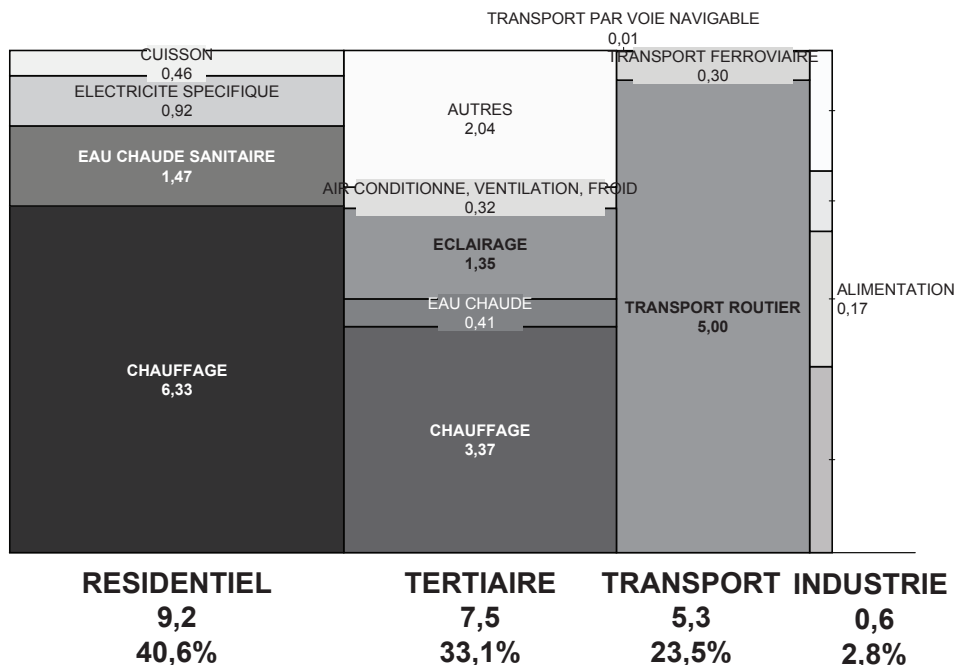 TRANSPORT PAR VOIE NAVIGABLE
0,01
CUISSON
0,46
ELECTRICITE SPECIFIQUE
0,92
EAU CHAUDE SANITAIRE
1,47
CHAUFFAGE
6,33
AUTRES
2,04
AIR CONDITIONNE, VENTILATION, FROID
0,32
ECLAIRAGE
1,35
EAU CHAUDE
0,41
CHAUFFAGE
3,37
TRANSPORT FERROVIAIRE
0,30
TRANSPORT ROUTIER
5,00
ALIMENTATION
0,17
RESIDENTIEL
9,2
40,6%
TERTIAIRE
7,5
33,1%
TRANSPORT
5,3
23,5%
INDUSTRIE
0,6
2,8%